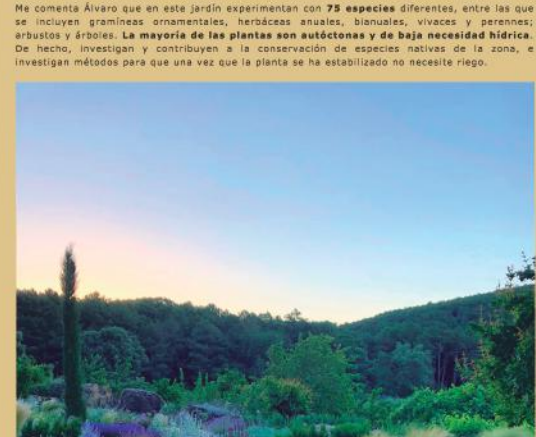 Me comenta Álvaro que en este jardín experimentan con 75 especies diferentes, entre las que
se incluyen gramíneas ornamentales, herbáceas anuales, bianuales, vivaces y perennes;
arbustos y árboles. La mayoría de las plantas son autóctonas y de baja necesidad hídrica.
De hecho, investigan y contribuyen a la conservación de especies nativas de la zona, e
investigan métodos para que una vez que la planta se ha estabilizado no necesite riego.